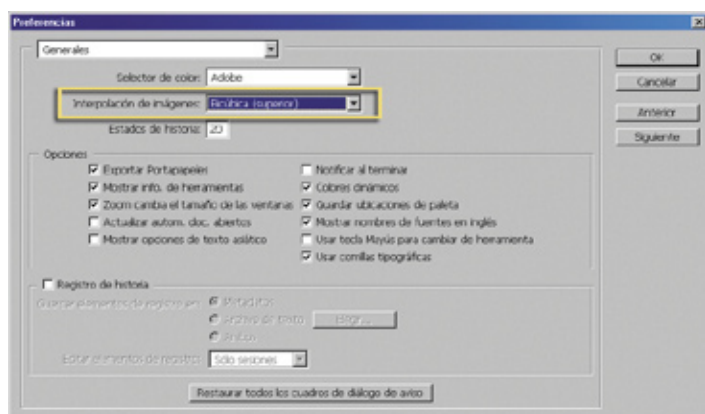 Preferencias
Generales
OK
Selector de color: Adobe
Cancelar
Interpolación de imágenes: Bicúbica (superior)
Anterior
Estados de historia: 20
Siguiente
Opciones
Exportar Portapapeles
Notificar al terminar
Mostrar info. de herramientas
Colores dinámicos
Zoom cambia el tamaño de las ventanas
Guardar ubicaciones de paleta
Actualizar autom. doc. abiertos
Mostrar nombres de fuentes en inglés
Mostrar opciones de texto asiático
Usar tecla Mayús para cambiar de herramienta
Usar comillas tipográficas
Registro de historia
Guardar elementos de registro en: Metadatos
Archivo de texto Elegir...
Ambos
Editar elementos de registro: Sólo sesiones
Restaurar todos los cuadros de diálogo de aviso